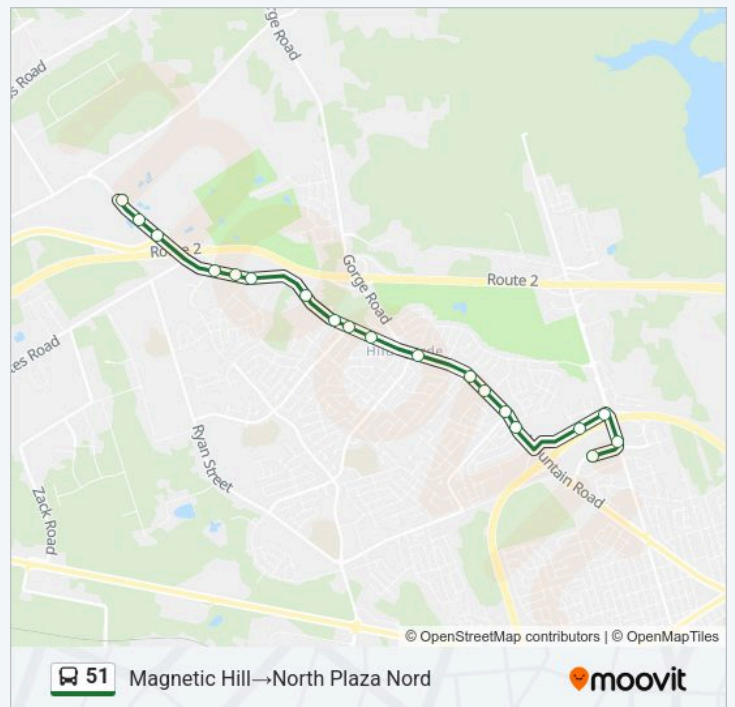 Gorge Road
Route 2
Route 2
Gorge Road
Ryan Street
Zack Road
© OpenStreetMap contributors | © OpenMapTiles
51 Magnetic Hill→North Plaza Nord
moovit